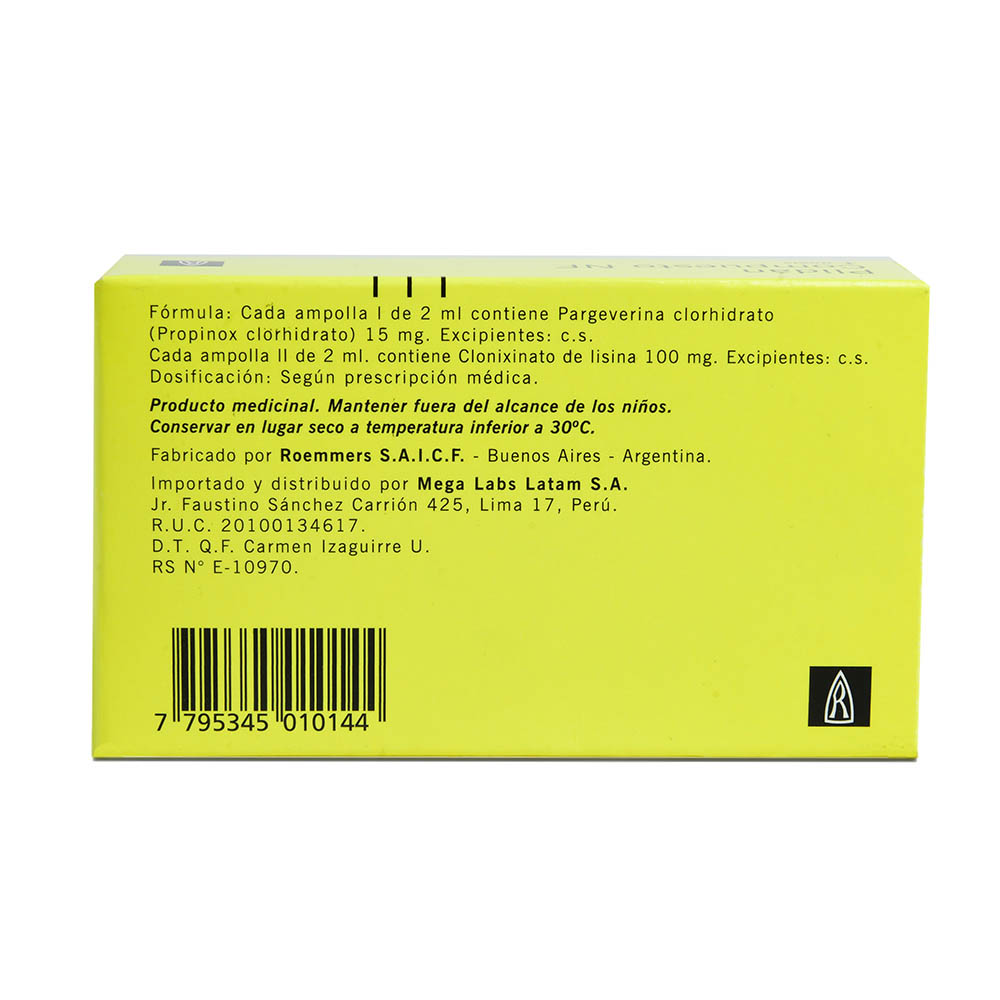 Plidán
Compuesto NF
Fórmula: Cada ampolla I de 2 ml contiene Pargeverina clorhidrato
(Propinox clorhidrato) 15 mg. Excipientes: c.s.
Cada ampolla II de 2 ml. contiene Clonixinato de lisina 100 mg. Excipientes: c.s.
Dosificación: Según prescripción médica.
Producto medicinal. Mantener fuera del alcance de los niños.
Conservar en lugar seco a temperatura inferior a 30ºC.
Fabricado por Roemmers S.A.I.C.F. - Buenos Aires - Argentina.
Importado y distribuido por Mega Labs Latam S.A.
Jr. Faustino Sánchez Carrión 425, Lima 17, Perú.
R.U.C. 20100134617.
D.T. Q.F. Carmen Izaguirre U.
RS N° E-10970.
7 795345 010144
R